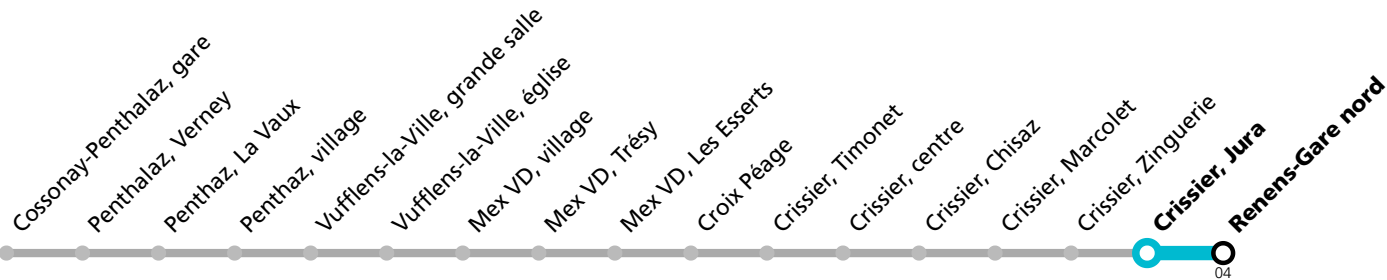 Cossonay-Penthalaz, gare
Penthalaz, Verney
Penthaz, La Vaux
Penthaz, village
Vufflens-la-Ville, grande salle
Vufflens-la-Ville, église
Mex VD, village
Mex VD, Trésy
Mex VD, Les Esserts
Croix Péage
Crissier, Timonet
Crissier, centre
Crissier, Chisaz
Crissier, Marcolet
Crissier, Zinguerie
Crissier, Jura
Renens-Gare nord
04